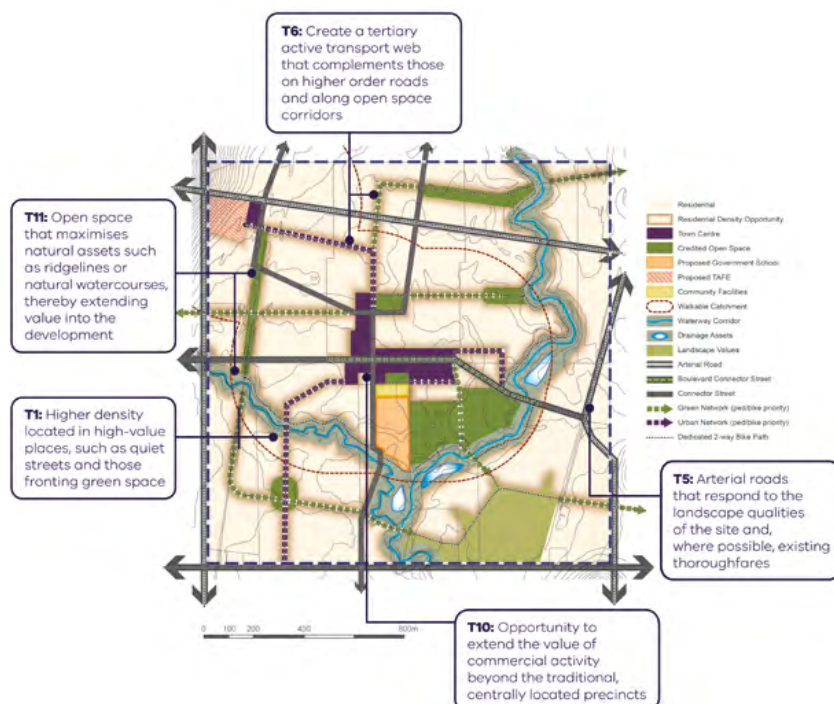 T6: Create a tertiary
active transport web
that complements those
on higher order roads
and along open space
corridors
T11: Open space
that maximises
natural assets such
as ridgelines or
natural watercourses,
thereby extending
value into the
development
T1: Higher density
located in high-value
places, such as quiet
streets and those
fronting green space
Residential
Residential Density Opportunity
Town Centre
Credited Open Space
Proposed Government School
Proposed TAFE
Community Facilities
Walkable Catchment
Waterway Corridor
Drainage Assets
Landscape Values
Arterial Road
Boulevard Connector Street
Connector Street
Green Network (ped/bike priority)
Urban Network (ped/bike priority)
Dedicated 2-way Bike Path
T5: Arterial roads
that respond to the
landscape qualities
of the site and,
where possible, existing
thoroughfares
0 100 200 400 800m
T10: Opportunity to
extend the value of
commercial activity
beyond the traditional,
centrally located precincts